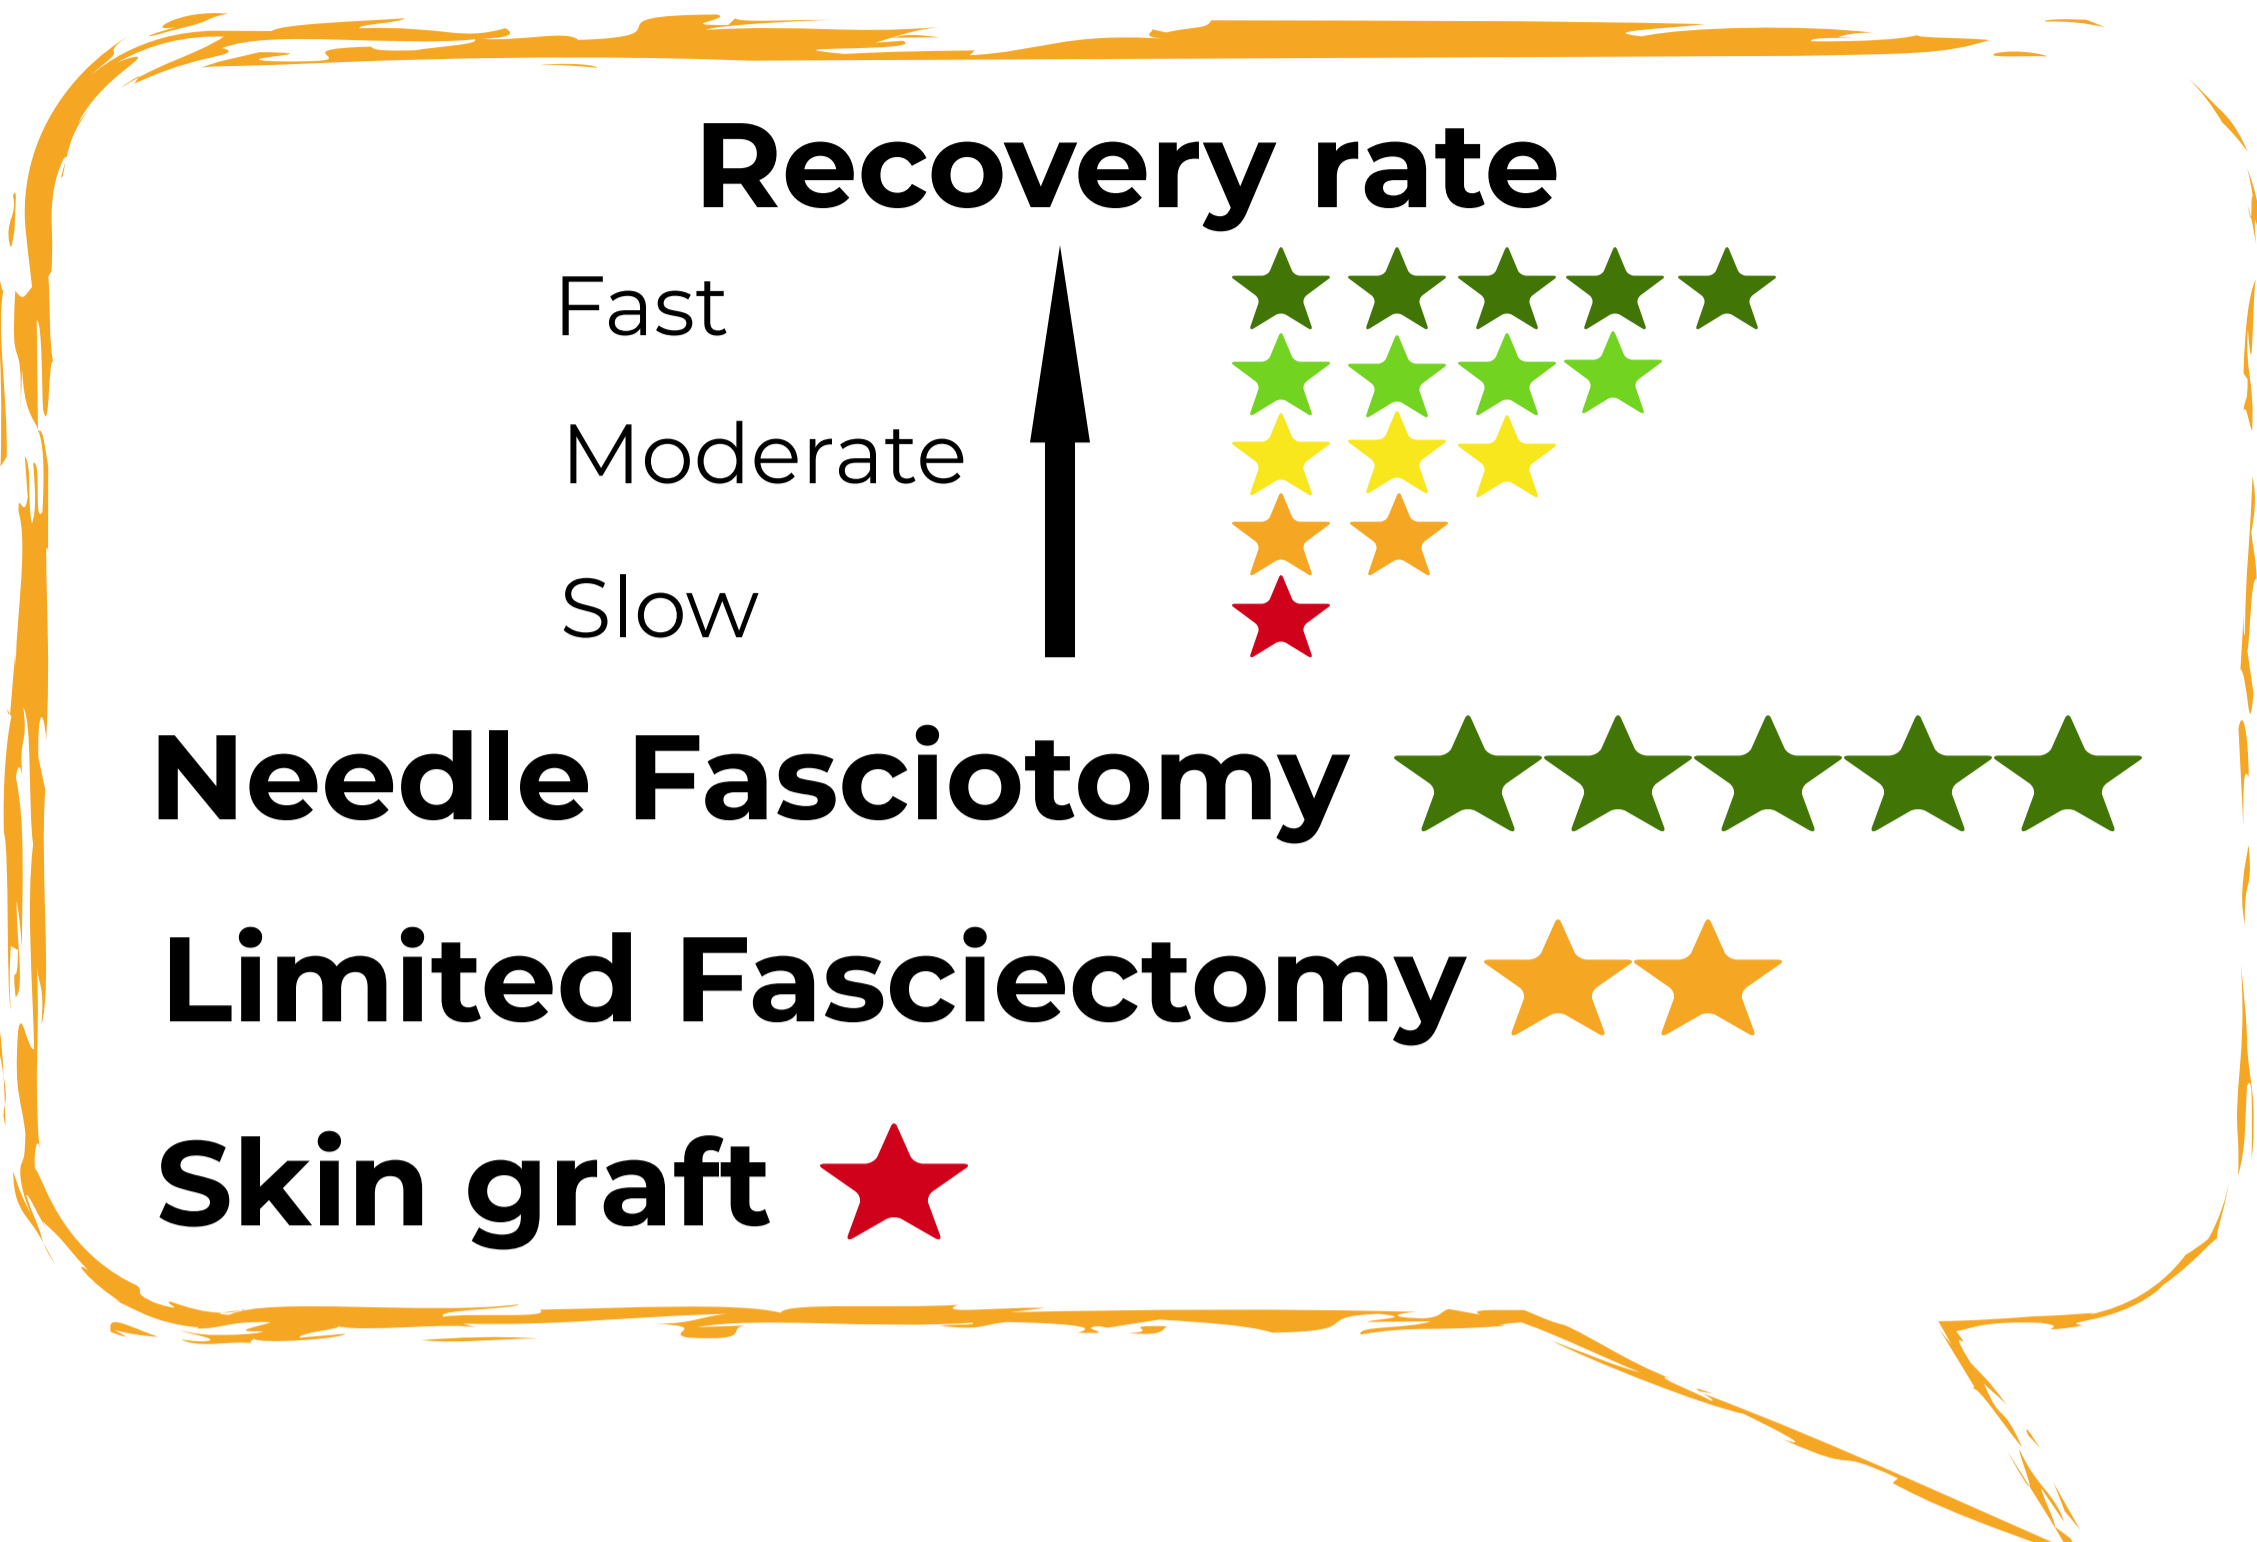 Recovery rate
Fast
Moderate
Slow
Needle Fasciotomy
Limited Fasciectomy
Skin graft